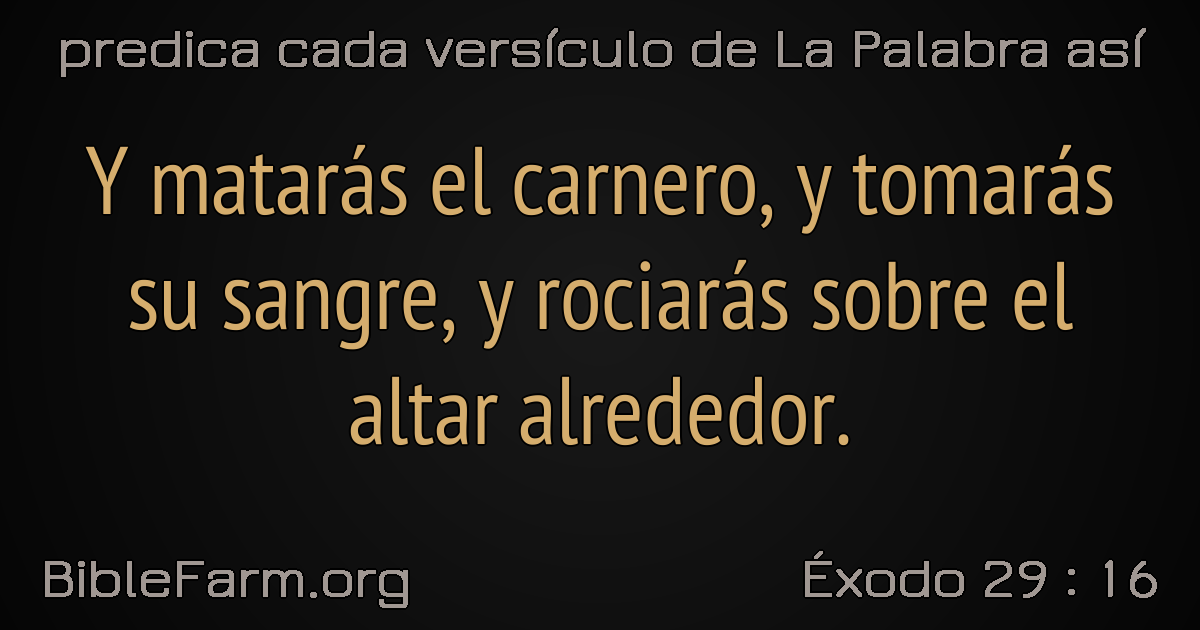 predica cada versículo de La Palabra así
Y matarás el carnero, y tomarás
su sangre, y rociarás sobre el
altar alrededor.
BibleFarm.org
Éxodo 29 : 16